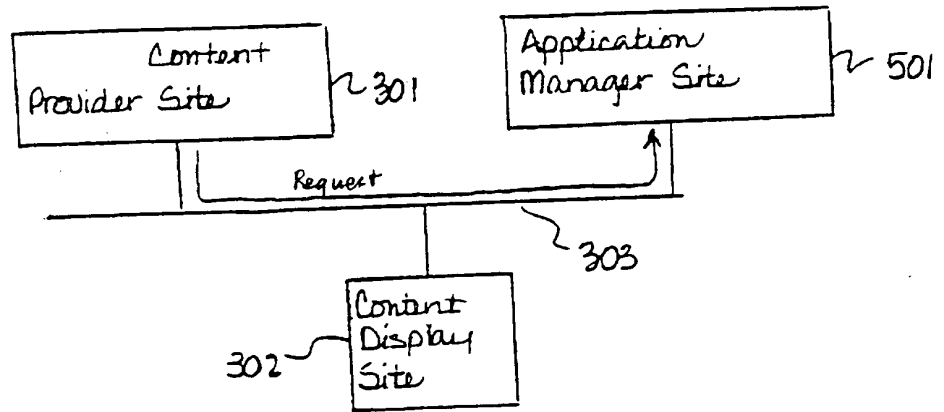 Content
Provider Site
301
Application
Manager Site
501
Request
303
Content
Display
Site
302